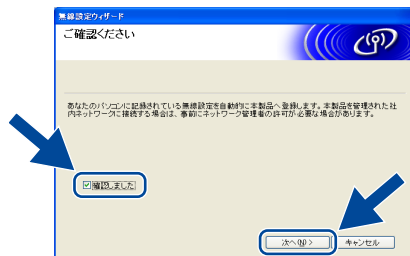 無線設定ウィザード
ご確認ください
あなたのパソコンに記録されている無線設定を自動的に本製品へ登録します。本製品を管理された社
内ネットワークに接続する場合は、事前にネットワーク管理者の許可が必要な場合があります。
確認しました
次へ(N) > キャンセル